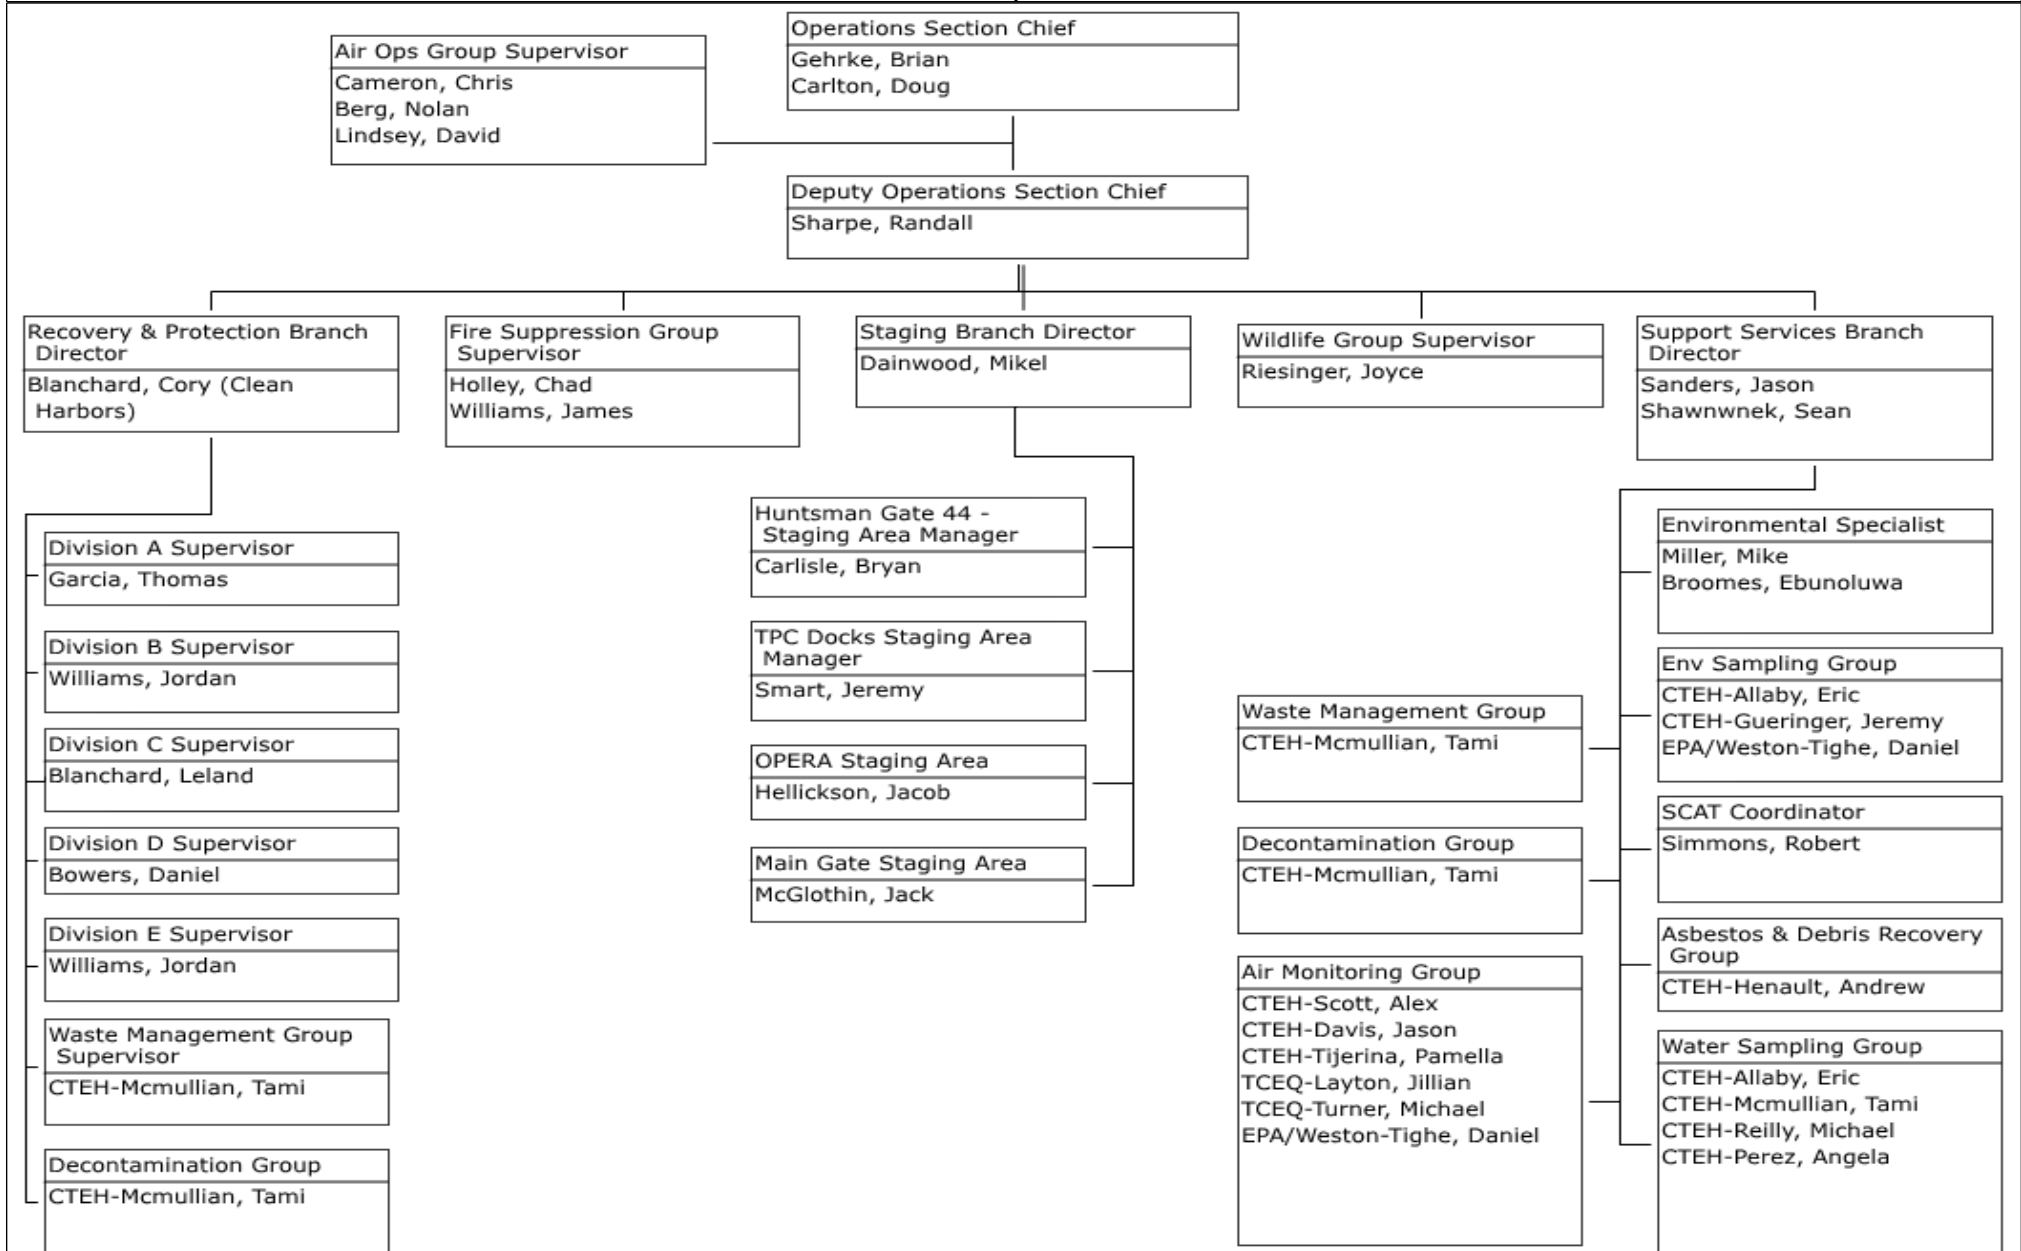 Operations Section Chief
Gehrke, Brian
Carlton, Doug
Air Ops Group Supervisor
Cameron, Chris
Berg, Nolan
Lindsey, David
Deputy Operations Section Chief
Sharpe, Randall
Recovery & Protection Branch
Director
Blanchard, Cory (Clean
Harbors)
Fire Suppression Group
Supervisor
Holley, Chad
Williams, James
Staging Branch Director
Dainwood, Mikel
Wildlife Group Supervisor
Riesinger, Joyce
Support Services Branch
Director
Sanders, Jason
Shawnwnek, Sean
Division A Supervisor
Garcia, Thomas
Division B Supervisor
Williams, Jordan
Division C Supervisor
Blanchard, Leland
Division D Supervisor
Bowers, Daniel
Division E Supervisor
Williams, Jordan
Waste Management Group
Supervisor
CTEH-Mcmullian, Tami
Decontamination Group
CTEH-Mcmullian, Tami
Huntsman Gate 44 -
Staging Area Manager
Carlisle, Bryan
TPC Docks Staging Area
Manager
Smart, Jeremy
OPERA Staging Area
Hellickson, Jacob
Main Gate Staging Area
McGlothin, Jack
Waste Management Group
CTEH-Mcmullian, Tami
Decontamination Group
CTEH-Mcmullian, Tami
Air Monitoring Group
CTEH-Scott, Alex
CTEH-Davis, Jason
CTEH-Tijerina, Pamella
TCEQ-Layton, Jillian
TCEQ-Turner, Michael
EPA/Weston-Tighe, Daniel
Environmental Specialist
Miller, Mike
Broomes, Ebunoluwa
Env Sampling Group
CTEH-Allaby, Eric
CTEH-Gueringer, Jeremy
EPA/Weston-Tighe, Daniel
SCAT Coordinator
Simmons, Robert
Asbestos & Debris Recovery
Group
CTEH-Henault, Andrew
Water Sampling Group
CTEH-Allaby, Eric
CTEH-Mcmullian, Tami
CTEH-Reilly, Michael
CTEH-Perez, Angela